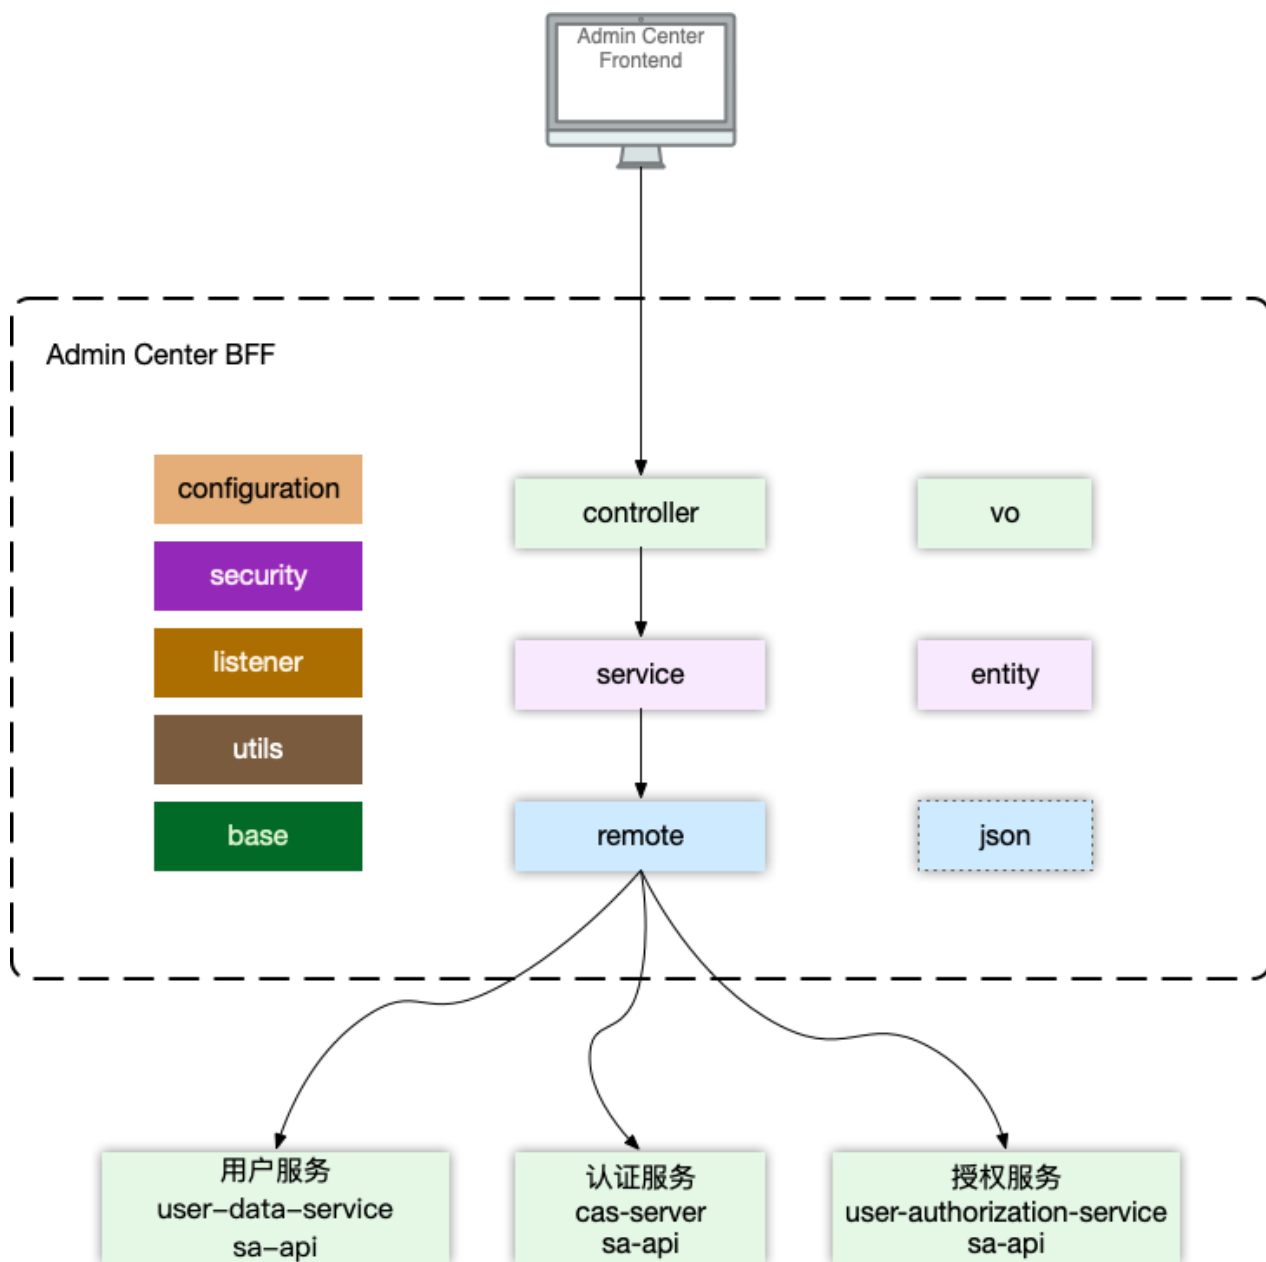 Admin Center
Frontend
Admin Center BFF
configuration
security
listener
utils
base
controller
service
remote
vo
entity
json
用户服务
user–data–service
sa–api
认证服务
cas-server
sa-api
授权服务
user-authorization-service
sa-api